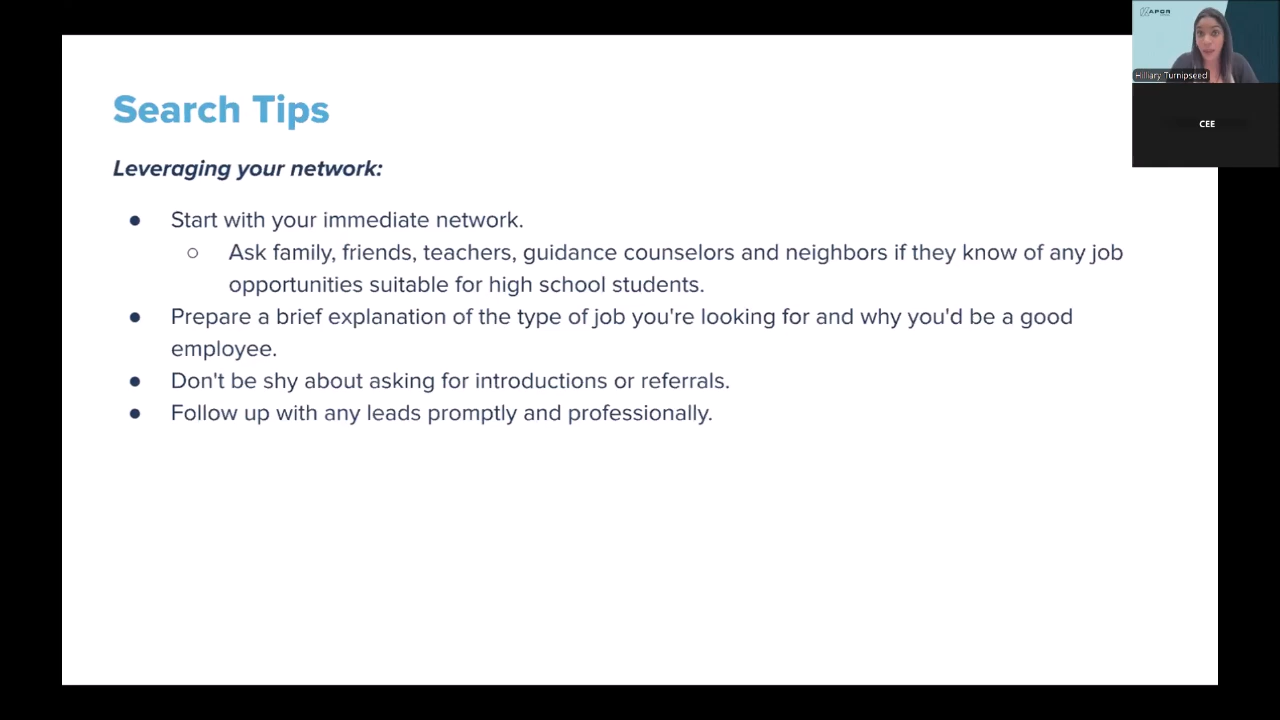 Search Tips
Leveraging your network:
● Start with your immediate network.
○ Ask family, friends, teachers, guidance counselors and neighbors if they know of any job
opportunities suitable for high school students.
● Prepare a brief explanation of the type of job you're looking for and why you'd be a good
employee.
● Don't be shy about asking for introductions or referrals.
● Follow up with any leads promptly and professionally.
Hilliary Turnipseed
CEE